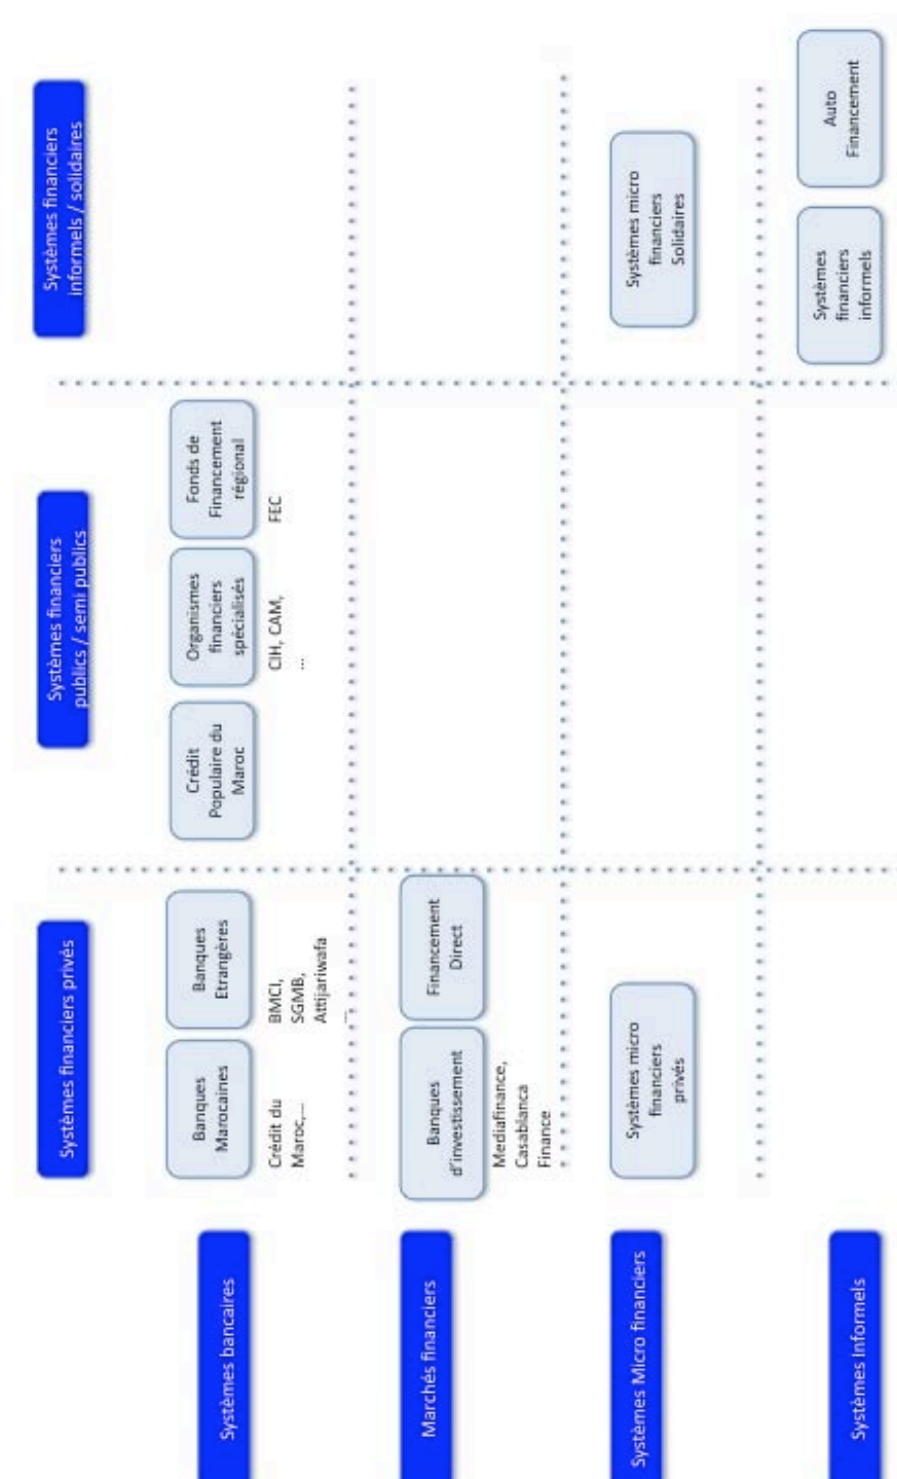 Systèmes financiers privés
Systèmes financiers
publics / semi publics
Systèmes financiers
informels / solidaires
Systèmes bancaires
Banques
Marocaines
Crédit du
Maroc,...
Banques
Etrangères
BMCI,
SGMB,
Attijariwafa
...
Crédit
Populaire du
Maroc
Organismes
financiers
spécialisés
CIH, CAM,
...
Fonds de
Financement
régional
FEC
Marchés financiers
Banques
d'investissement
Mediafinance,
Casablanca
Finance
Financement
Direct
Systèmes Micro financiers
Systèmes micro
financiers
privés
Systèmes micro
financiers
Solidaires
Systèmes Informels
Systèmes
financiers
informels
Auto
Financement